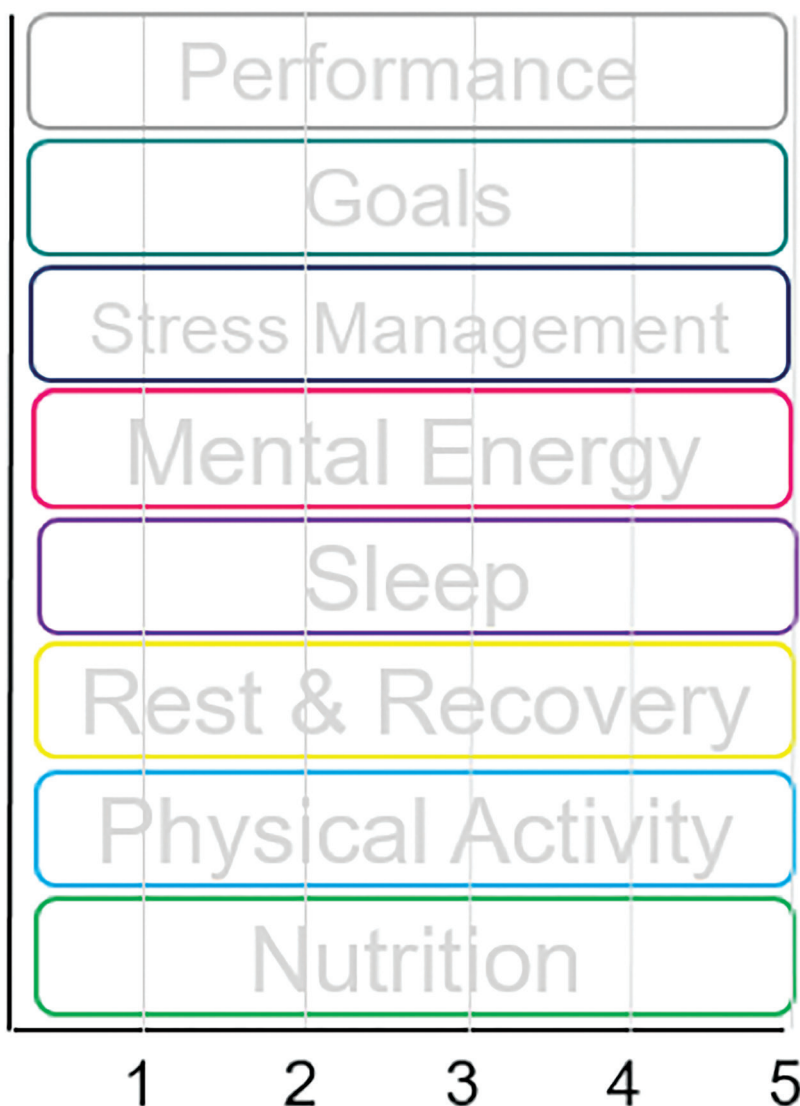 Performance
Goals
Stress Management
Mental Energy
Sleep
Rest & Recovery
Physical Activity
Nutrition
1 2 3 4 5